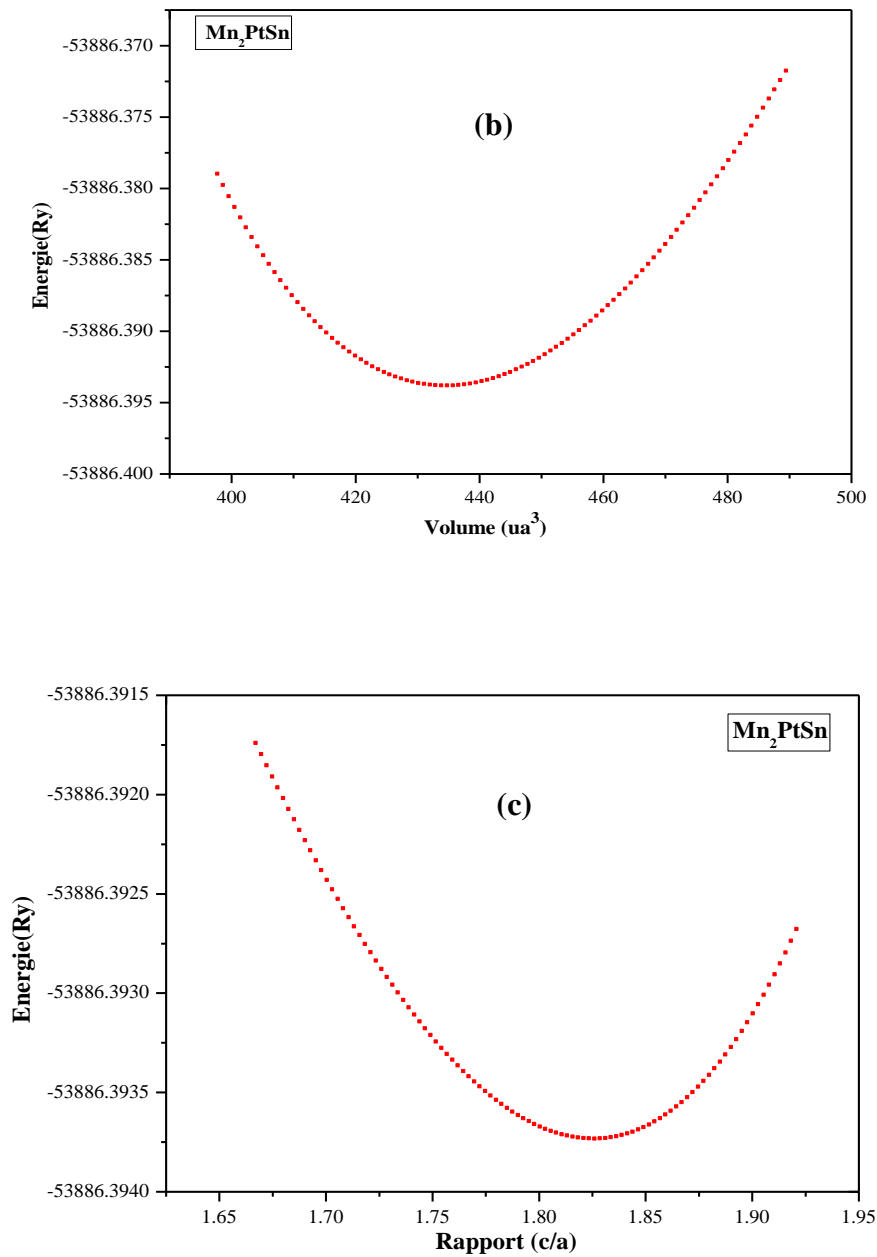 Mn₂PtSn
(b)
-53886.370
-53886.375
-53886.380
-53886.385
-53886.390
-53886.395
-53886.400
Energie(Ry)
400 420 440 460 480 500
Volume (ua³)
-53886.3915
-53886.3920
-53886.3925
-53886.3930
-53886.3935
-53886.3940
Mn₂PtSn
(c)
Energie(Ry)
1.65 1.70 1.75 1.80 1.85 1.90 1.95
Rapport (c/a)